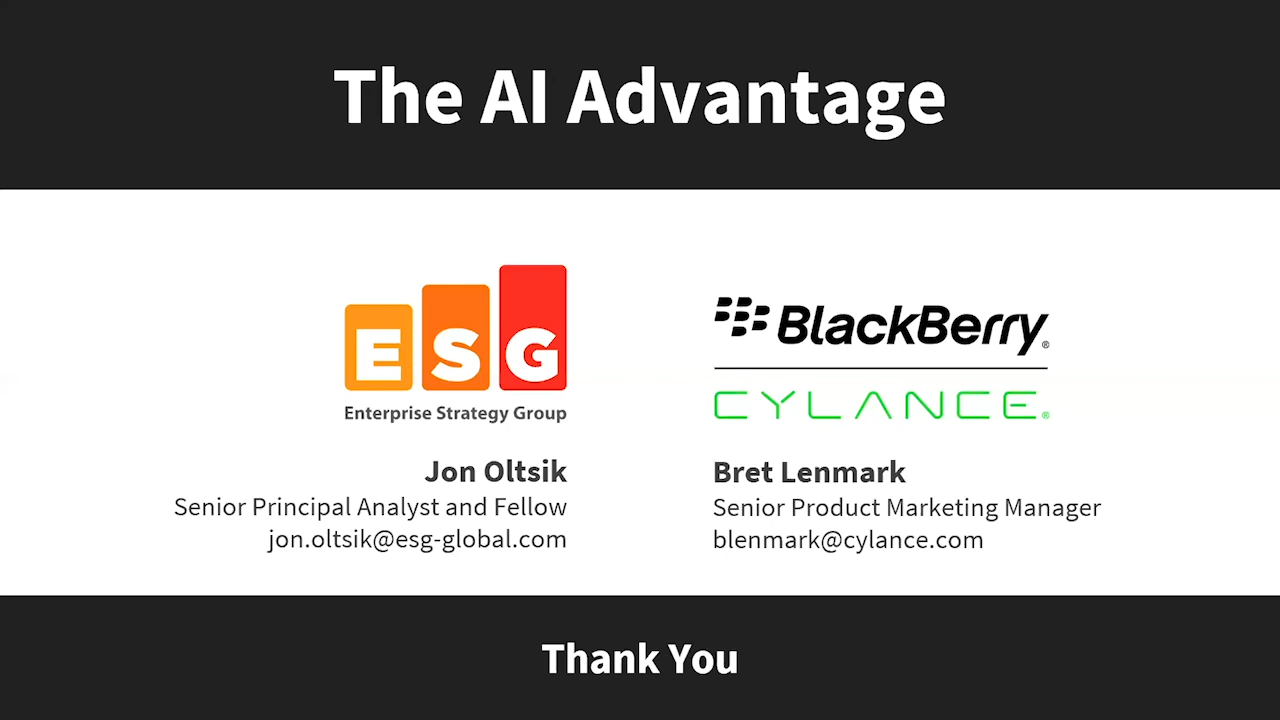 The AI Advantage
ESG
Enterprise Strategy Group
Jon Oltsik
Senior Principal Analyst and Fellow
jon.oltsik@esg-global.com
BlackBerry®
CYLANCE®
Bret Lenmark
Senior Product Marketing Manager
blenmark@cylance.com
Thank You